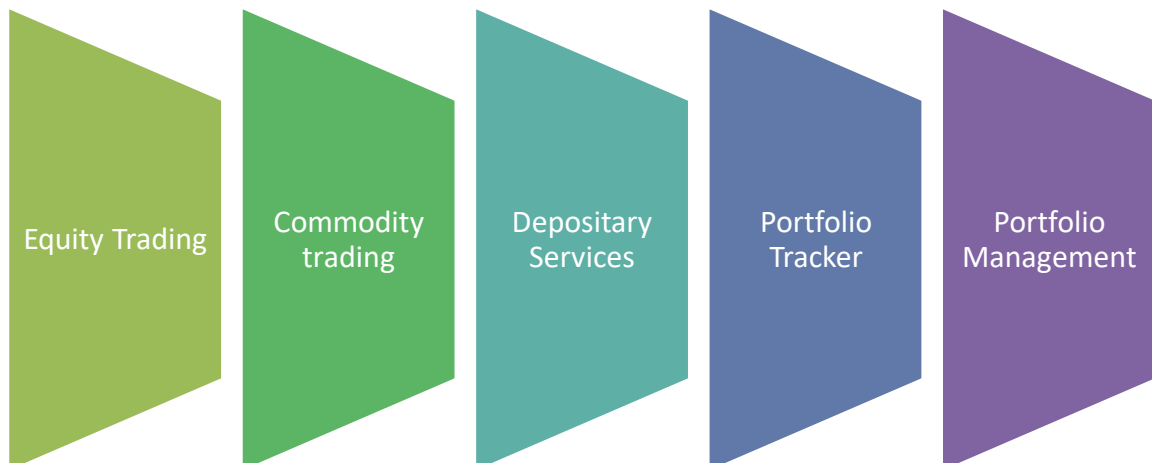 Equity Trading
Commodity
trading
Depositary
Services
Portfolio
Tracker
Portfolio
Management